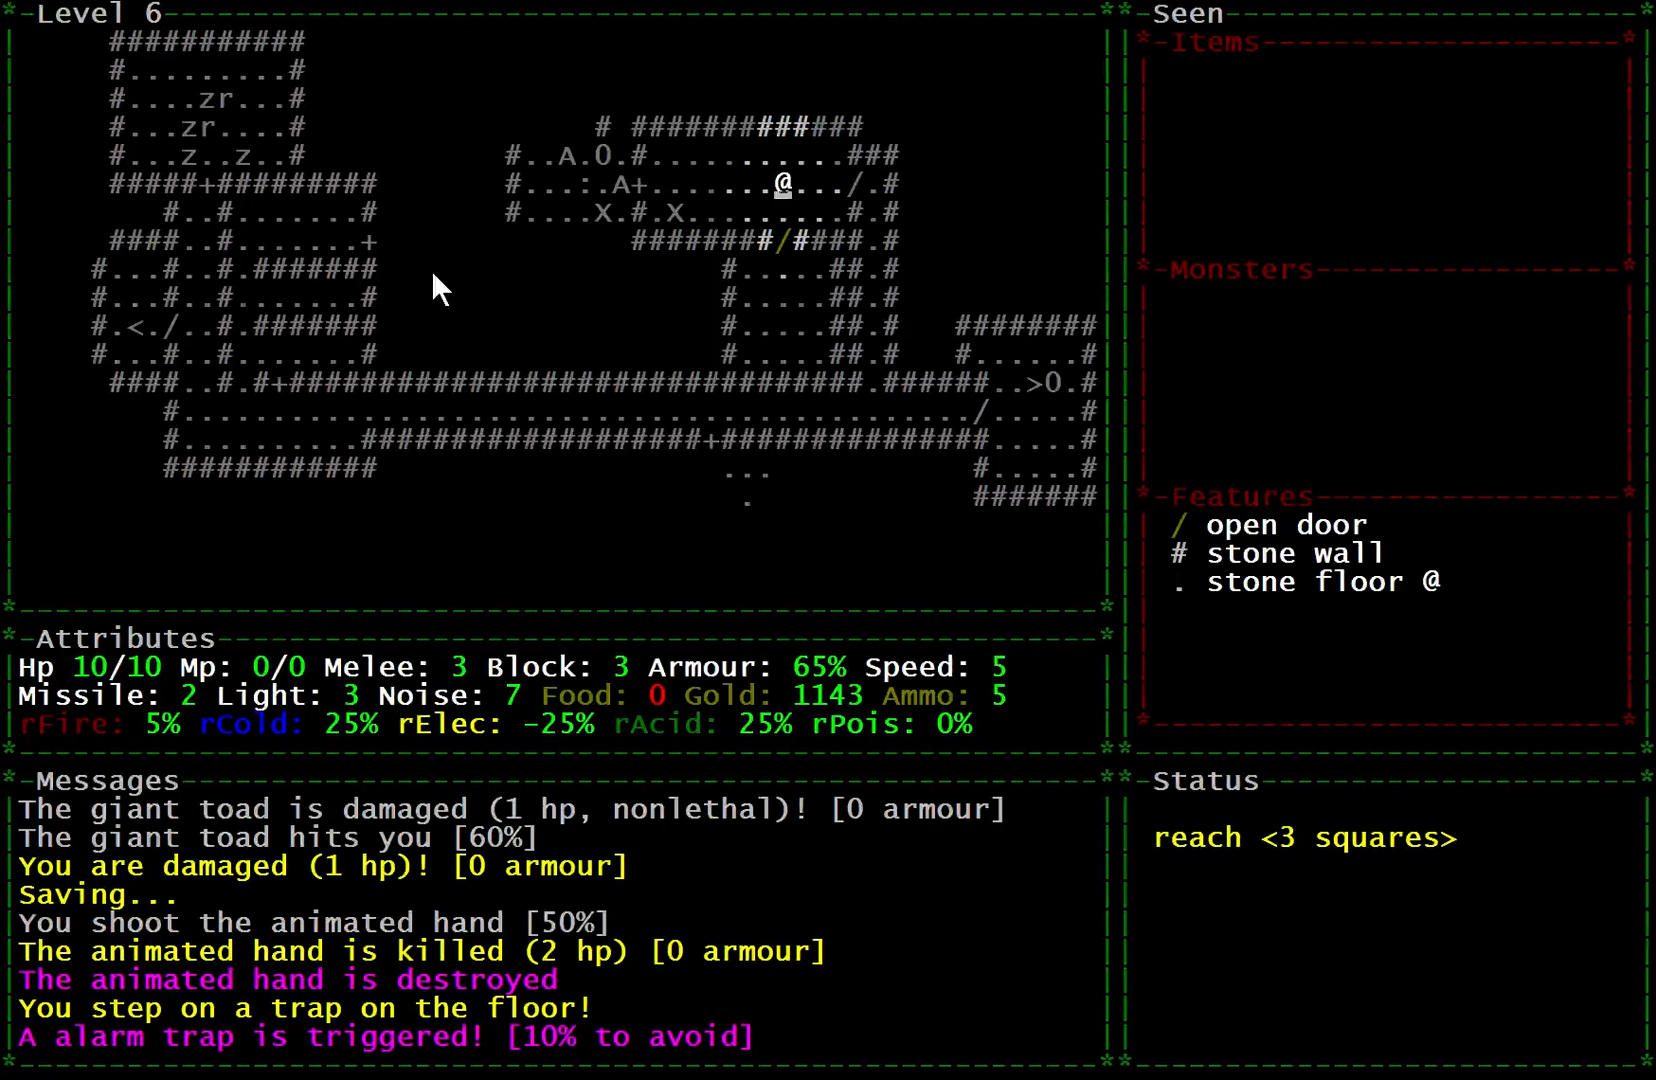 Level 6
###########
#.........#
#....zr...#
#...zr....#
#...z..z..#
#####+#########
#..#.......#
####..#.......+
#...#..#.#######
#...#..#.......#
#.<./..#.#######
#...#..#.......#
####..#.#+################################.######..>0.#
#............................................/.....#
#..........###################+###############.....#
############
# #############
#..A.0.#...........###
#...:.A+.......@.../.#
#....x.#.x.........#.#
#######/####.#
#.....##.#
#.....##.#
#.....##.#
#.....##.#
########
#......#
...
.
#.....#
#######
Seen
Items
Monsters
Features
/ open door
# stone wall
. stone floor @
Attributes
Hp 10/10 Mp: 0/0 Melee: 3 Block: 3 Armour: 65% Speed: 5
Missile: 2 Light: 3 Noise: 7 Food: 0 Gold: 1143 Ammo: 5
rFire: 5% rCold: 25% rElec: -25% rAcid: 25% rPois: 0%
Messages
The giant toad is damaged (1 hp, nonlethal)! [0 armour]
The giant toad hits you [60%]
You are damaged (1 hp)! [0 armour]
Saving...
You shoot the animated hand [50%]
The animated hand is killed (2 hp) [0 armour]
The animated hand is destroyed
You step on a trap on the floor!
A alarm trap is triggered! [10% to avoid]
Status
reach <3 squares>